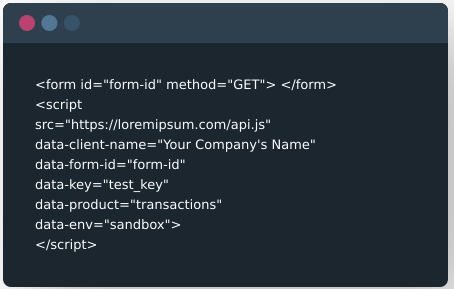 <form id="form-id" method="GET"> </form>
<script
src="https://loremipsum.com/api.js"
data-client-name="Your Company's Name"
data-form-id="form-id"
data-key="test_key"
data-product="transactions"
data-env="sandbox">
</script>